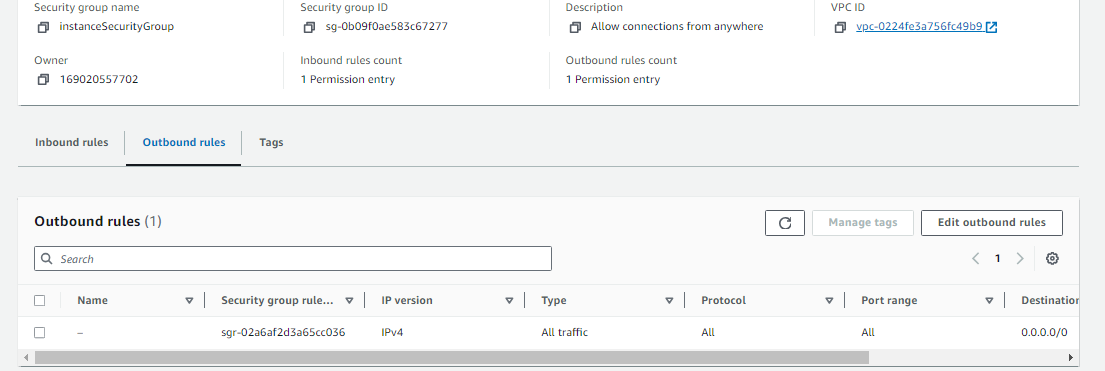 Security group name
Security group ID
Description
VPC ID
instanceSecurityGroup
sg-0b09f0ae583c67277
Allow connections from anywhere
vpc-0224fe3a756fc49b9
Owner
Inbound rules count
Outbound rules count
169020557702
1 Permission entry
1 Permission entry
Inbound rules
Outbound rules
Tags
Outbound rules (1)
Manage tags
Edit outbound rules
Search
1
Name
Security group rule...
IP version
Type
Protocol
Port range
Destination
–
sgr-02a6af2d3a65cc036
IPv4
All traffic
All
All
0.0.0.0/0